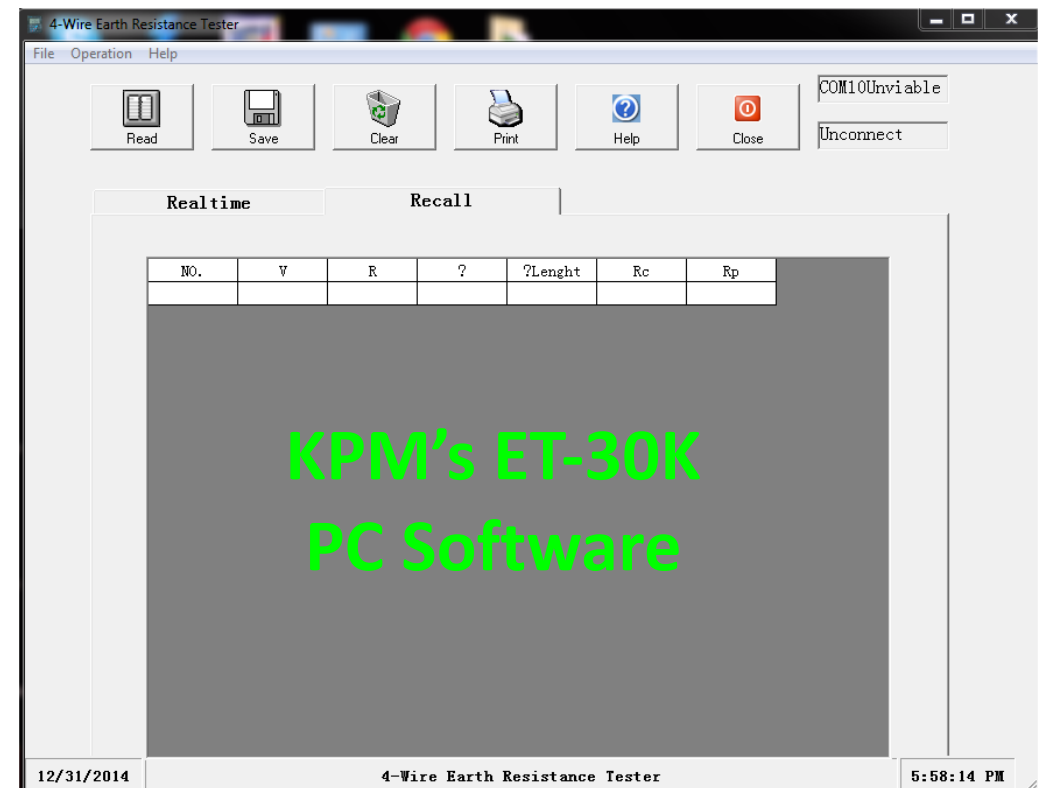 4-Wire Earth Resistance Tester
File Operation Help
Read Save Clear Print Help Close
COM10Unviable
Unconnect
Realtime Recall
NO. V R ? ?Lenght Rc Rp
KPM’s ET-30K
PC Software
12/31/2014 4-Wire Earth Resistance Tester 5:58:14 PM